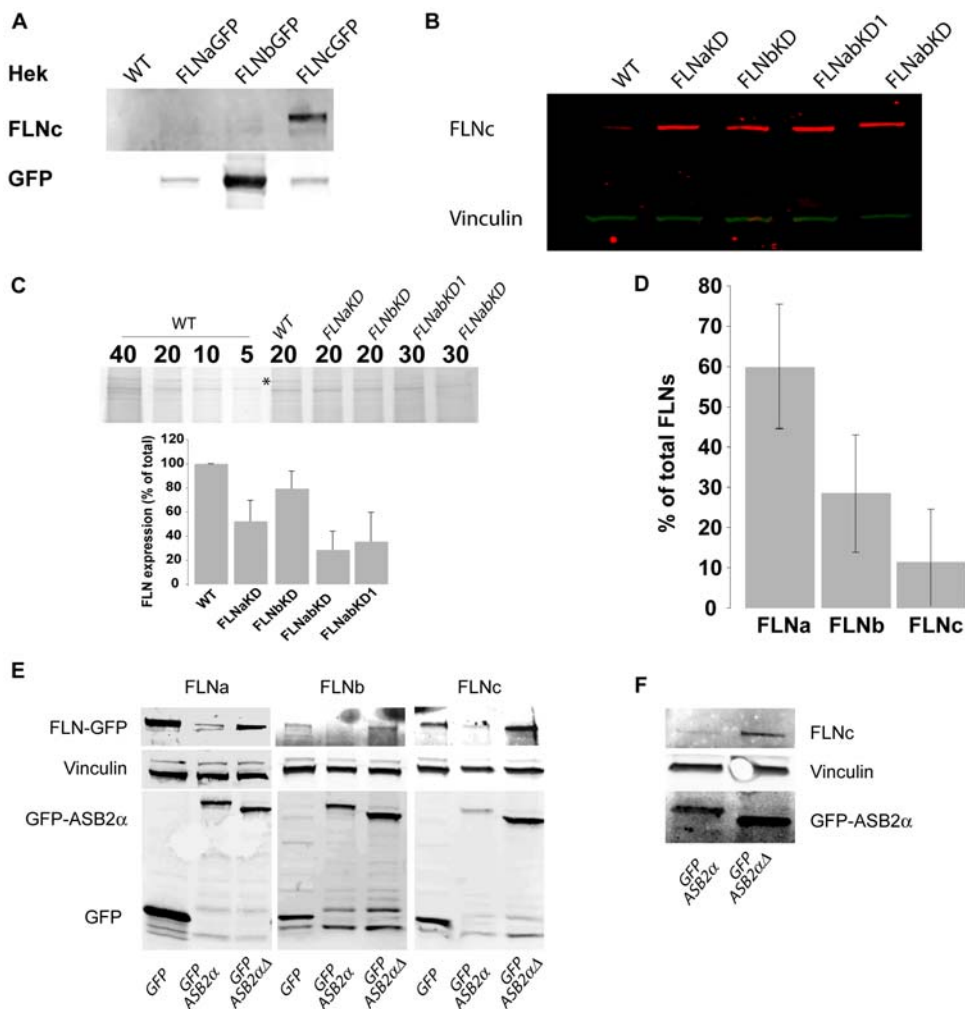 A
Hek
WT
FLNaGFP
FLNbGFP
FLNcGFP
FLNc
GFP
B
WT
FLNaKD
FLNbKD
FLNabKD1
FLNabKD
FLNc
Vinculin
C
WT
WT
FLNaKD
FLNbKD
FLNabKD1
FLNabKD
40 20 10 5 20 20 20 30 30
*
FLN expression (% of total)
120
100
80
60
40
20
0
WT
FLNaKD
FLNbKD
FLNabKD
FLNabKD1
D
% of total FLNs
80
70
60
50
40
30
20
10
0
FLNa FLNb FLNc
E
FLNa FLNb FLNc
FLN-GFP
Vinculin
GFP-ASB2α
GFP
GFP
GFP ASB2α
GFP ASB2αΔ
GFP
GFP ASB2α
GFP ASB2αΔ
GFP
GFP ASB2α
GFP ASB2αΔ
F
FLNc
Vinculin
GFP-ASB2α
GFP ASB2α
GFP ASB2αΔ